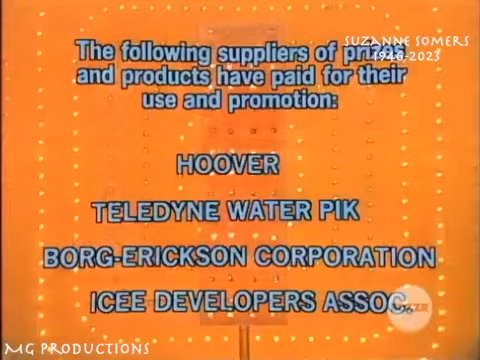 SUZANNE SOMERS
1946-2023
The following suppliers of prizes
and products have paid for their
use and promotion:
HOOVER
TELEDYNE WATER PIK
BORG-ERICKSON CORPORATION
ICEE DEVELOPERS ASSOC.
MG PRODUCTIONS